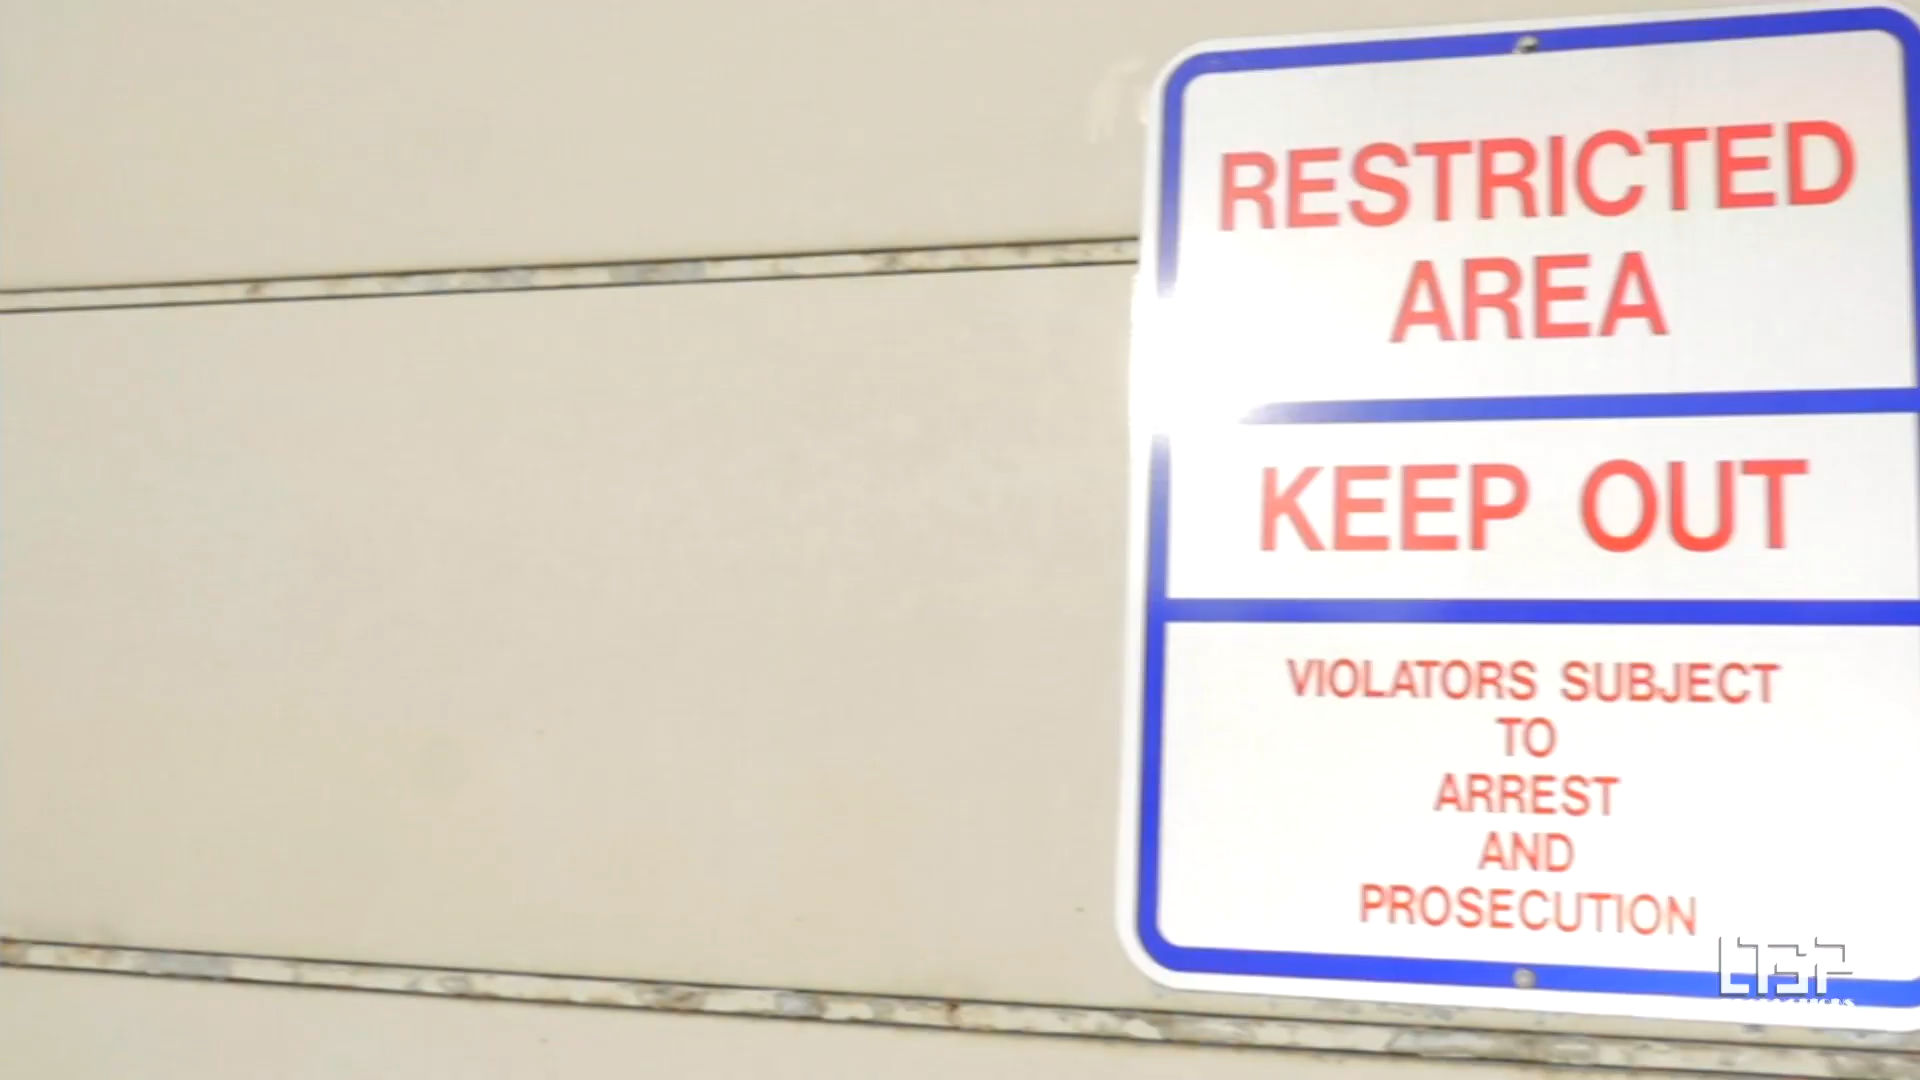 RESTRICTED
AREA
KEEP OUT
VIOLATORS SUBJECT
TO
ARREST
AND
PROSECUTION